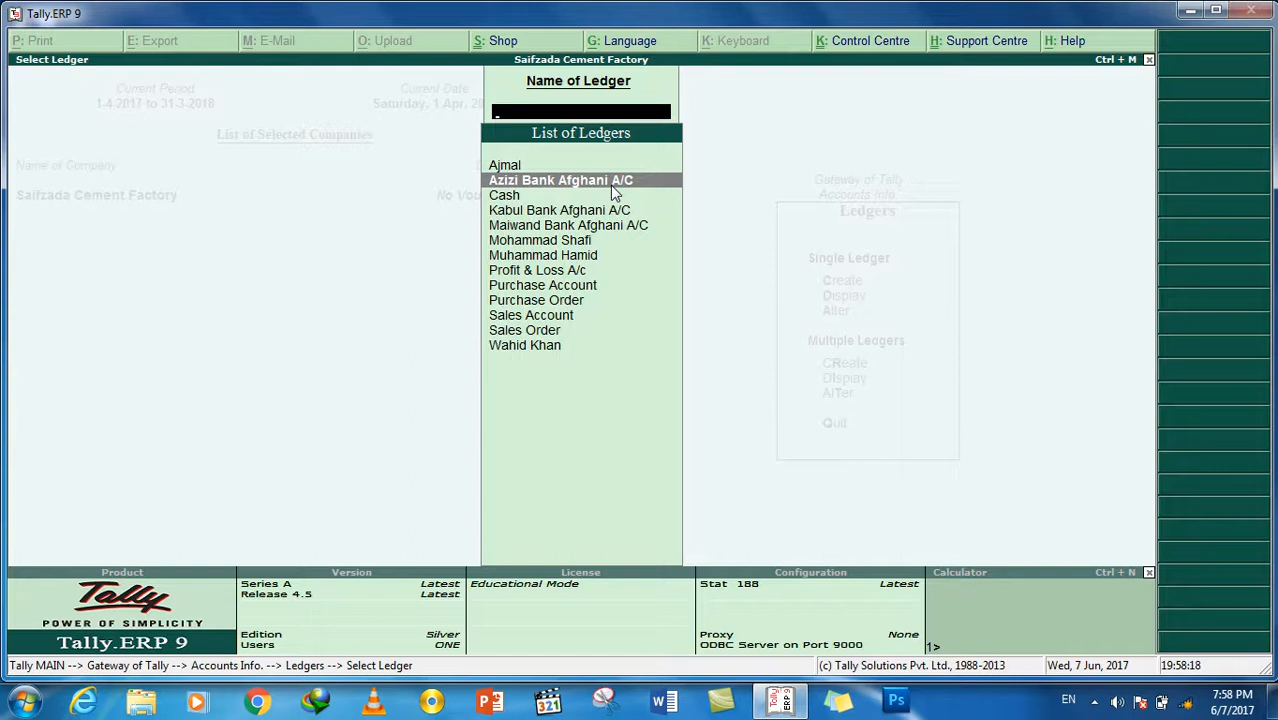 Tally.ERP 9
P: Print
E: Export
M: E-Mail
O: Upload
S: Shop
G: Language
K: Keyboard
K: Control Centre
H: Support Centre
H: Help
Select Ledger
Saifzada Cement Factory
Ctrl + M
Current Period
1-4-2017 to 31-3-2018
Current Date
Saturday, 1 Apr, 20
List of Selected Companies
Name of Company
Saifzada Cement Factory
No Vou
Name of Ledger
List of Ledgers
Ajmal
Azizi Bank Afghani A/C
Cash
Kabul Bank Afghani A/C
Maiwand Bank Afghani A/C
Mohammad Shafi
Muhammad Hamid
Profit & Loss A/c
Purchase Account
Purchase Order
Sales Account
Sales Order
Wahid Khan
Gateway of Tally
Accounts Info.
Ledgers
Single Ledger
Create
Display
Alter
Multiple Ledgers
CReate
DIsplay
AlTer
Quit
Product
Tally
POWER OF SIMPLICITY
Tally.ERP 9
Version
Series A Latest
Release 4.5 Latest
Edition Silver
Users ONE
License
Educational Mode
Configuration
Stat 188 Latest
Proxy None
ODBC Server on Port 9000
Calculator
Ctrl + N
1>
Tally MAIN --> Gateway of Tally --> Accounts Info. --> Ledgers --> Select Ledger
(c) Tally Solutions Pvt. Ltd., 1988-2013
Wed, 7 Jun, 2017
19:58:18
EN
7:58 PM
6/7/2017